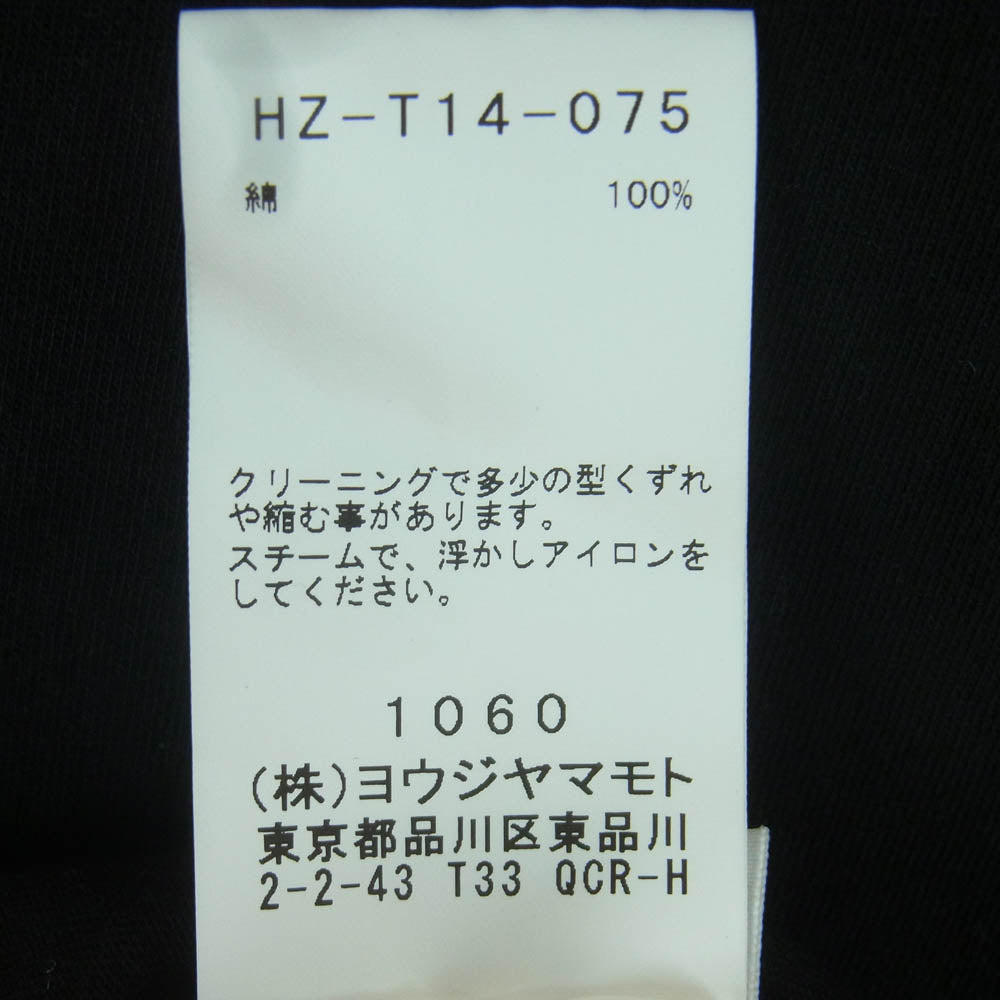 HZ-T14-075
綿 100%
クリーニングで多少の型くずれ
や縮む事があります。
スチームで、浮かしアイロンを
してください。
1060
(株)ヨウジヤマモト
東京都品川区東品川
2-2-43 T33 QCR-H